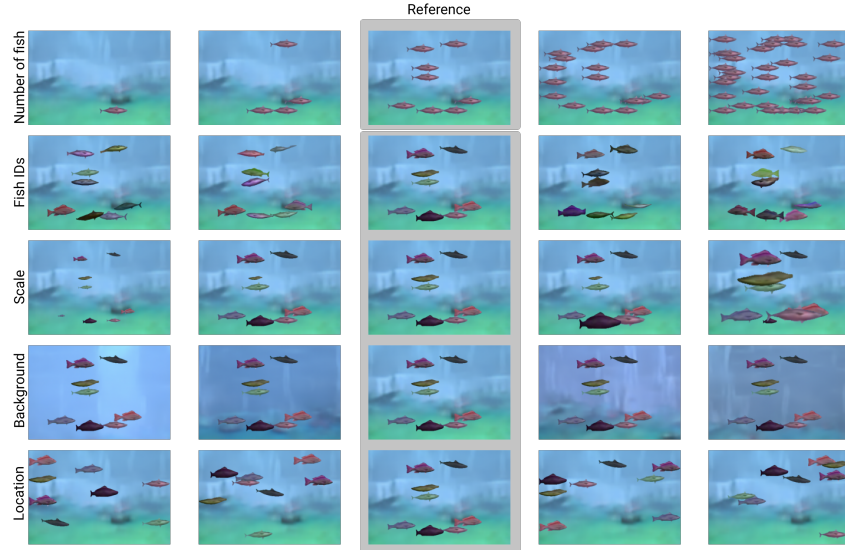 Reference
Number of fish
Fish IDs
Scale
Background
Location